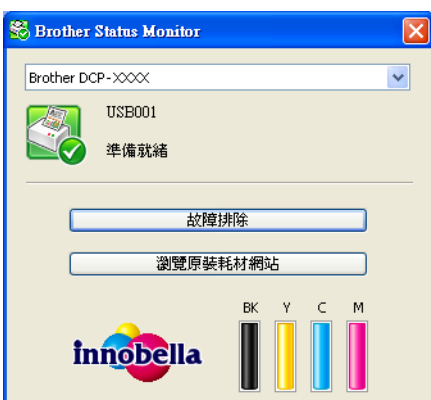 Brother Status Monitor
Brother DCP-XXXX
USB001
準備就緒
故障排除
瀏覽原裝耗材網站
BK Y C M
innobella